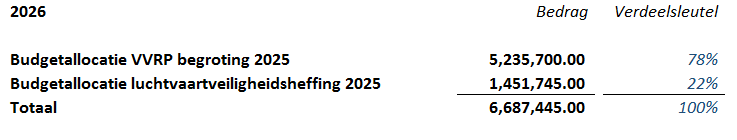 2026 Bedrag Verdeelsleutel
Budgetallocatie VVRP begroting 2025 5,235,700.00 78%
Budgetallocatie luchtvaartveiligheidsheffing 2025 1,451,745.00 22%
Totaal 6,687,445.00 100%